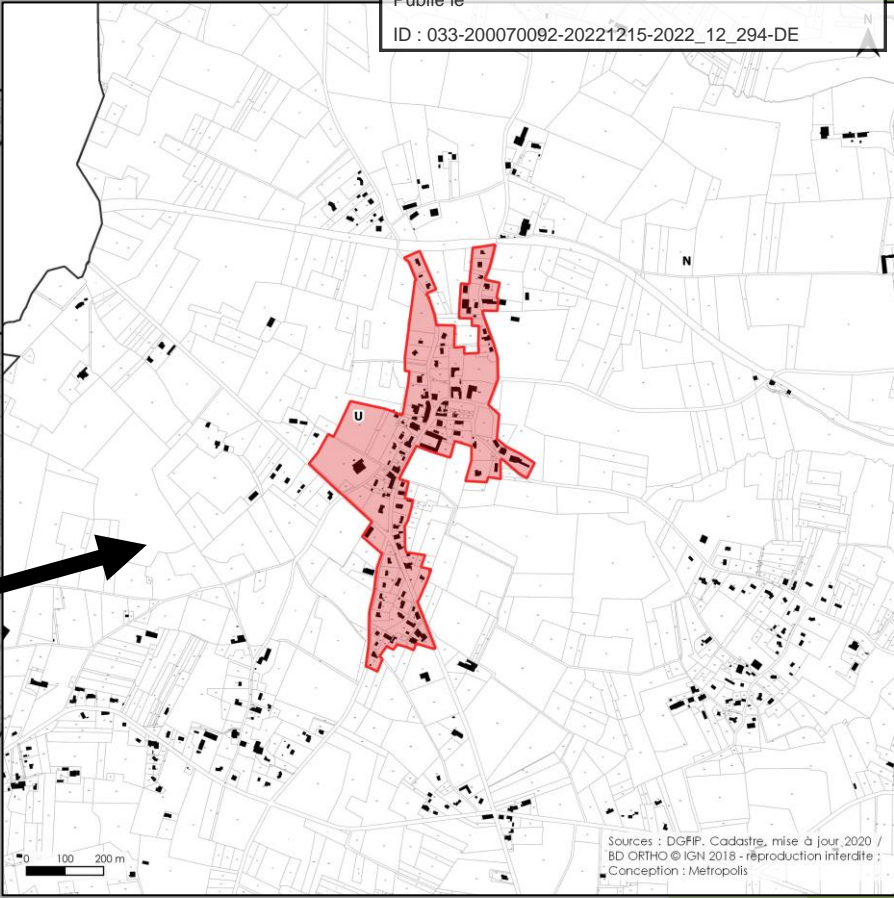 Publié le
ID : 033-200070092-20221215-2022_12_294-DE
N
N
U
0 100 200 m
Sources : DGFIP. Cadastre, mise à jour 2020 /
BD ORTHO © IGN 2018 - reproduction interdite ;
Conception : Metropolis